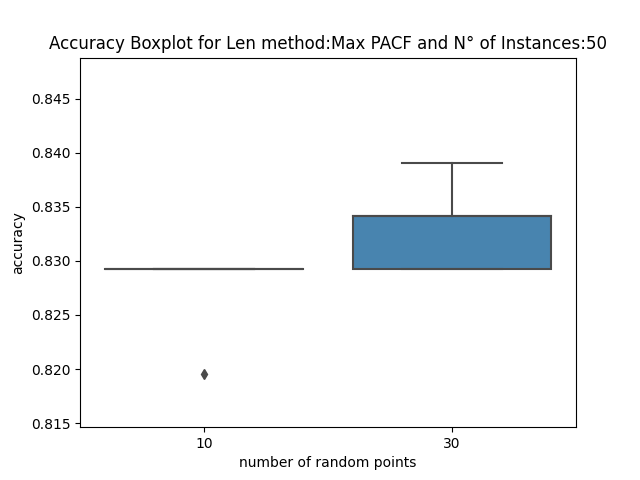 Accuracy Boxplot for Len method:Max PACF and N° of Instances:50
0.845
0.840
0.835
0.830
0.825
0.820
0.815
accuracy
10 30
number of random points